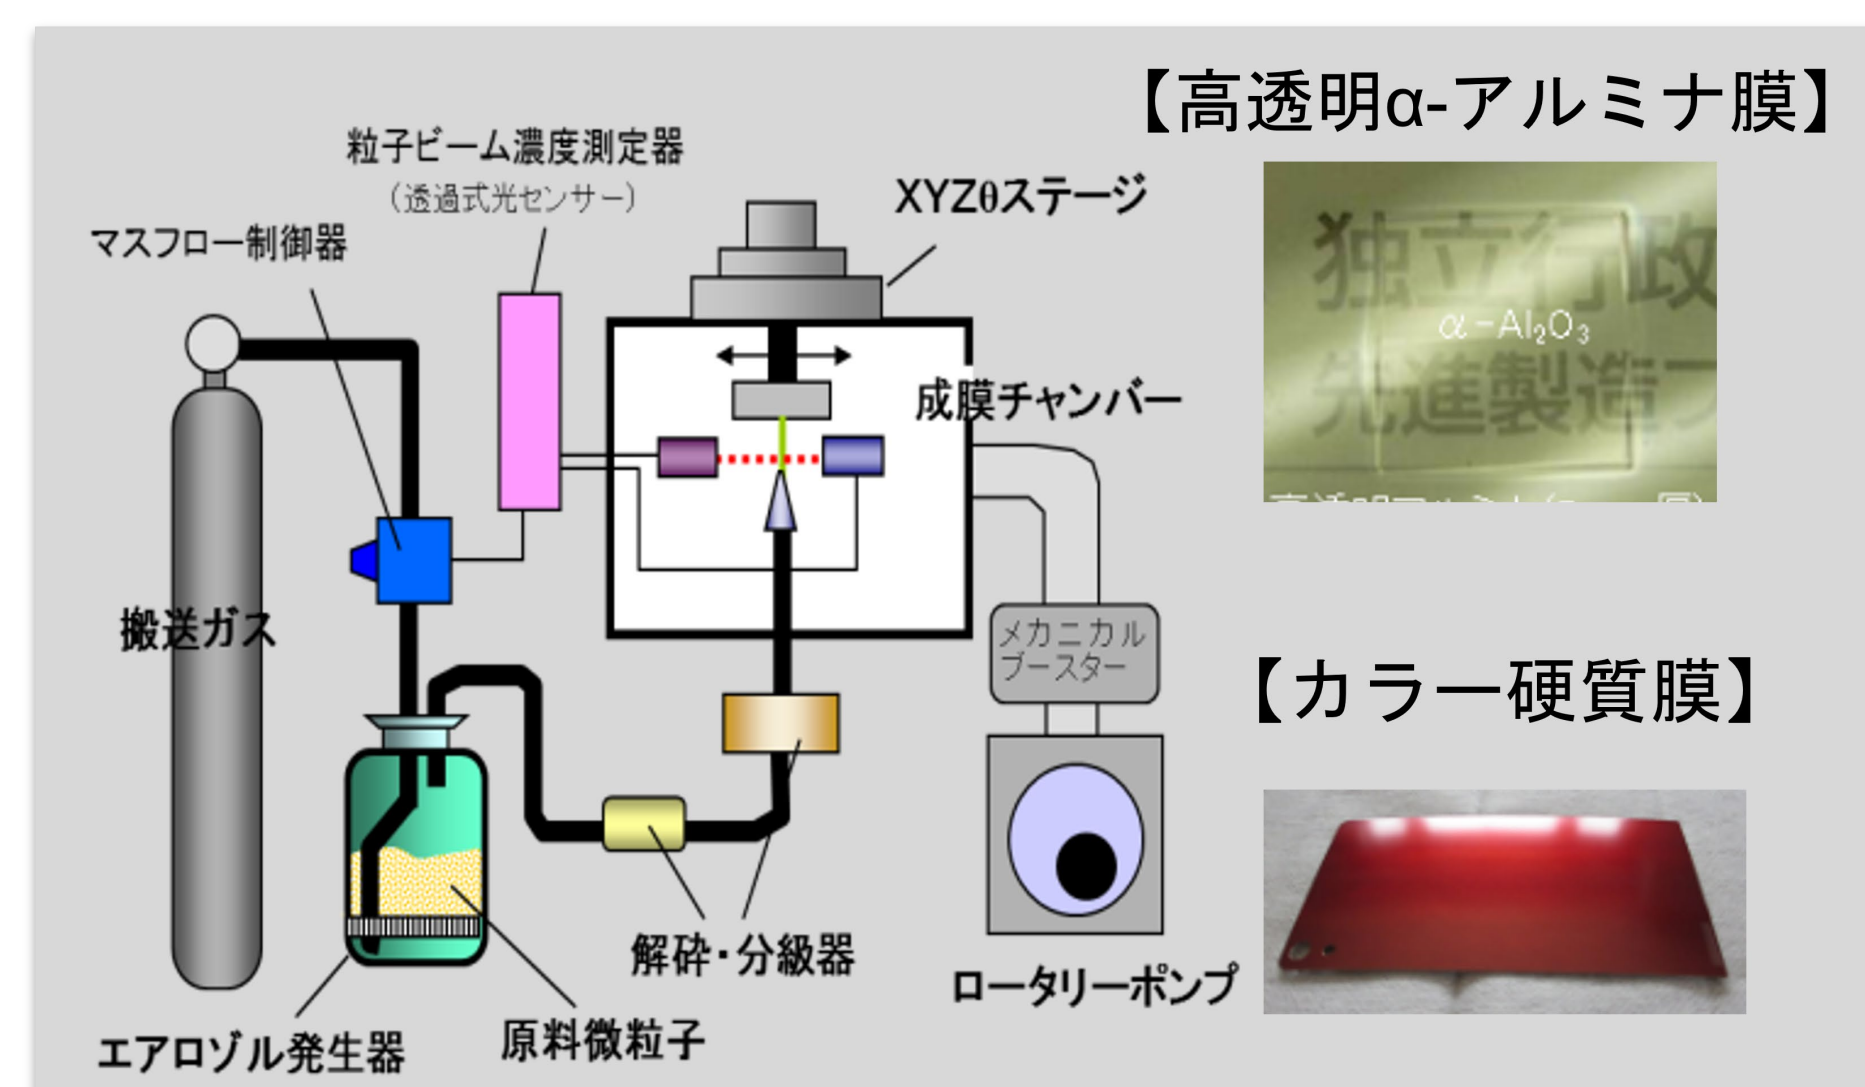 【高透明α-アルミナ膜】
粒子ビーム濃度測定器
（透過式光センサー）
XYZθステージ
マスフロー制御器
独立行政
α-Al₂O₃
先進製造プ
成膜チャンバー
搬送ガス
メカニカル
ブースター
【カラー硬質膜】
解砕・分級器
ロータリーポンプ
原料微粒子
エアロゾル発生器